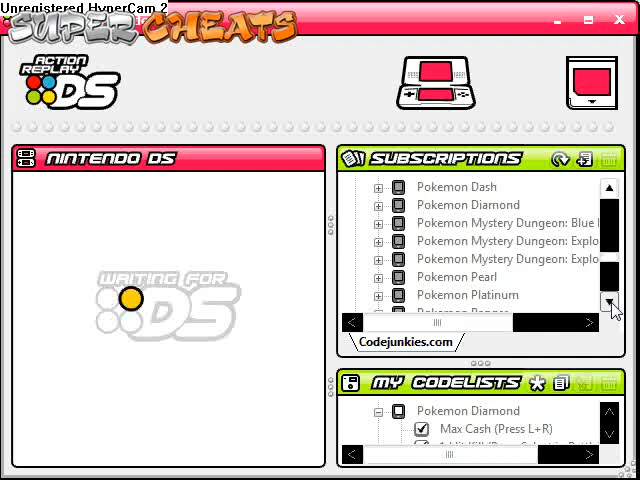 Unregistered HyperCam 2
SUPER CHEATS
ACTION
REPLAY
DS
NINTENDO DS
WAITING FOR
DS
SUBSCRIPTIONS
Pokemon Dash
Pokemon Diamond
Pokemon Mystery Dungeon: Blue
Pokemon Mystery Dungeon: Explo
Pokemon Mystery Dungeon: Explo
Pokemon Pearl
Pokemon Platinum
Codejunkies.com
MY CODELISTS
Pokemon Diamond
Max Cash (Press L+R)